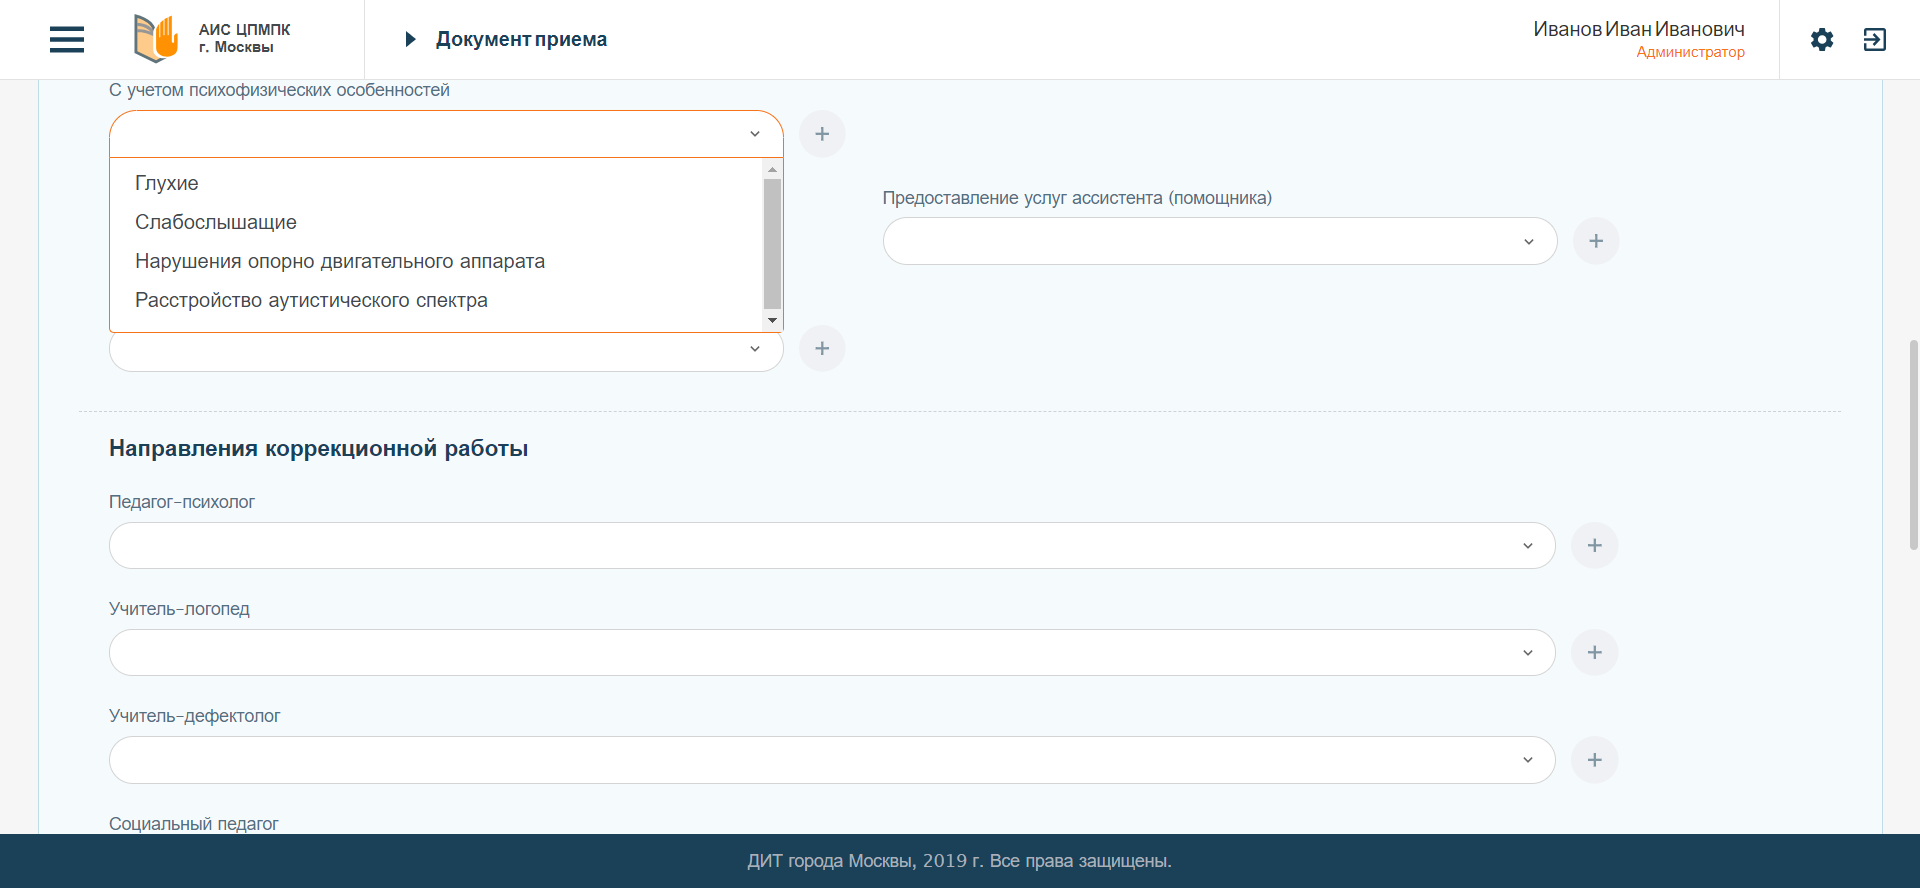 АИС ЦПМПК
г. Москвы
Документ приема
Иванов Иван Иванович
Администратор
С учетом психофизических особенностей
Глухие
Слабослышащие
Нарушения опорно двигательного аппарата
Расстройство аутистического спектра
Предоставление услуг ассистента (помощника)
Направления коррекционной работы
Педагог-психолог
Учитель-логопед
Учитель-дефектолог
Социальный педагог
ДИТ города Москвы, 2019 г. Все права защищены.